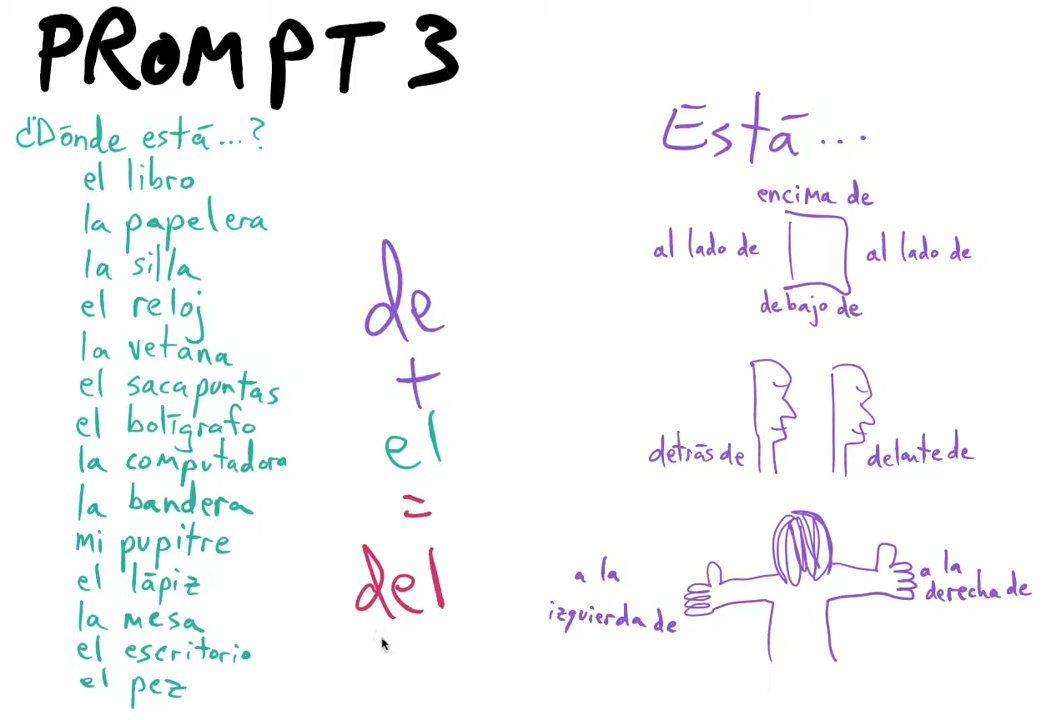 PROMPT 3
¿Dónde está...?
el libro
la papelera
la silla
el reloj
la vetana
el sacapuntas
el bolígrafo
la computadora
la bandera
mi pupitre
el lápiz
la mesa
el escritorio
el pez
de
+
el
=
del
Está...
encima de
al lado de
al lado de
debajo de
detrás de
delante de
a la
izquierda de
a la
derecha de